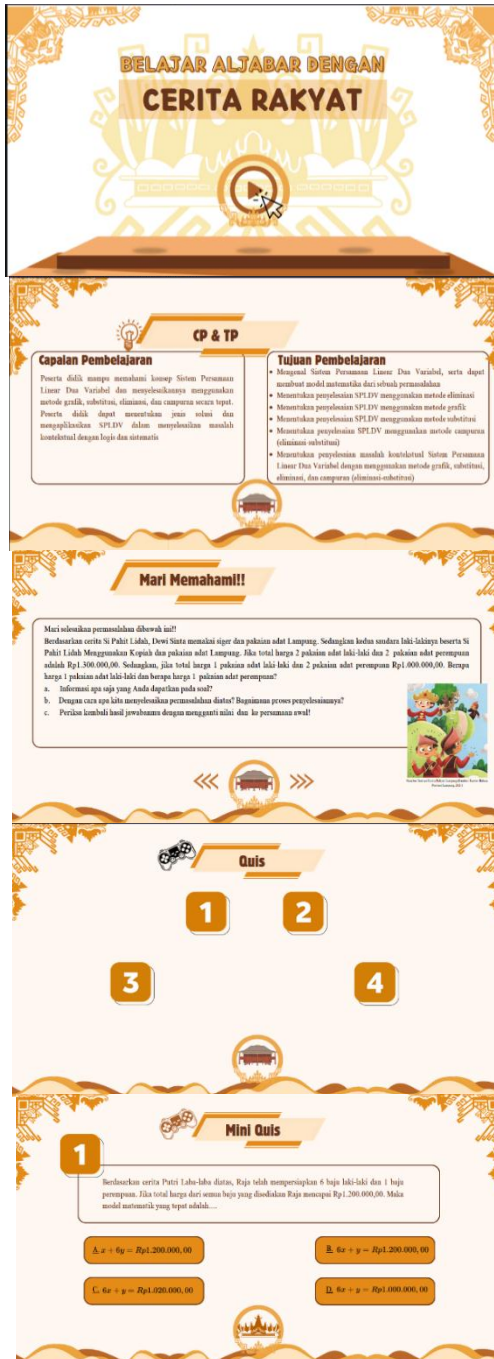 BELAJAR ALJABAR DENGAN
CERITA RAKYAT
CP & TP
Capaian Pembelajaran
Peserta didik mampu memahami konsep Sistem Persamaan
Linear Dua Variabel dan menyelesaikannya menggunakan
metode grafik, substitusi, eliminasi, dan campuran secara tepat.
Peserta didik dapat menentukan jenis solusi dan
mengaplikasikan SPLDV dalam menyelesaikan masalah
kontekstual dengan logis dan sistematis
Tujuan Pembelajaran
• Mengenal Sistem Persamaan Linear Dua Variabel, serta dapat
membuat model matematika dari sebuah permasalahan
• Menentukan penyelesaian SPLDV menggunakan metode eliminasi
• Menentukan penyelesaian SPLDV menggunakan metode grafik
• Menentukan penyelesaian SPLDV menggunakan metode substitusi
• Menentukan penyelesaian SPLDV menggunakan metode campuran
(eliminasi-substitusi)
• Menentukan penyelesaian masalah kontekstual Sistem Persamaan
Linear Dua Variabel dengan menggunakan metode grafik, substitusi,
eliminasi, dan campuran (eliminasi-substitusi)
Mari Memahami!!
Mari selesaikan permasalahan dibawah ini!!
Berdasarkan cerita Si Pahit Lidah, Dewi Sinta memakai siger dan pakaian adat Lampung. Sedangkan kedua saudara laki-lakinya beserta Si
Pahit Lidah Menggunakan Kopiah dan pakaian adat Lampung. Jika total harga 2 pakaian adat laki-laki dan 2 pakaian adat perempuan
adalah Rp1.300.000,00. Sedangkan, jika total harga 1 pakaian adat laki-laki dan 2 pakaian adat perempuan Rp1.000.000,00. Berapa
harga 1 pakaian adat laki-laki dan berapa harga 1 pakaian adat perempuan?
a. Informasi apa saja yang Anda dapatkan pada soal?
b. Dengan cara apa kita menyelesaikan permasalahan diatas? Bagaimana proses penyelesaiannya?
c. Periksa kembali hasil jawabanmu dengan mengganti nilai dan ke persamaan awal!
Quis
1
2
3
4
Mini Quis
1
Berdasarkan cerita Putri Laba-laba diatas, Raja telah mempersiapkan 6 baju laki-laki dan 1 baju
perempuan. Jika total harga dari semua baju yang disediakan Raja mencapai Rp1.200.000,00. Maka
model matematik yang tepat adalah....
A. x + 6y = Rp1.200.000, 00
B. 6x + y = Rp1.200.000, 00
C. 6x + y = Rp1.020.000, 00
D. 6x + y = Rp1.000.000, 00